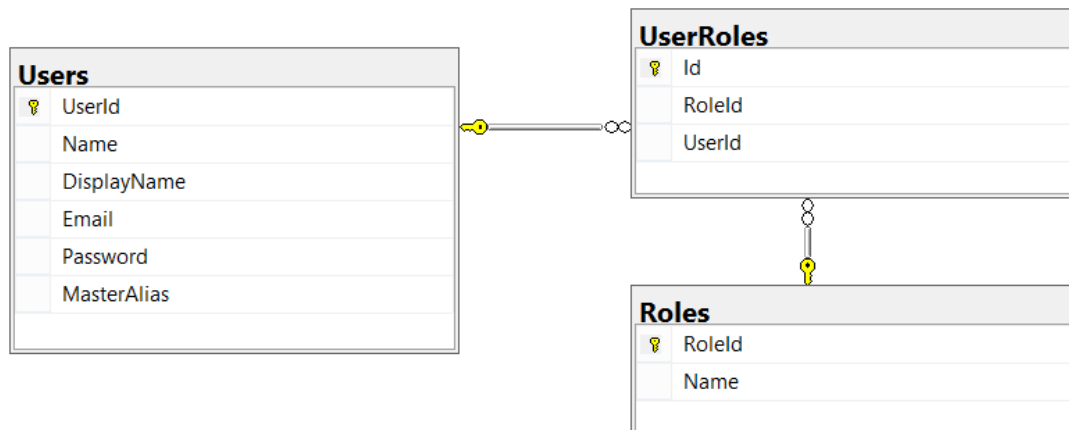 Users
UserId
Name
DisplayName
Email
Password
MasterAlias
UserRoles
Id
RoleId
UserId
Roles
RoleId
Name